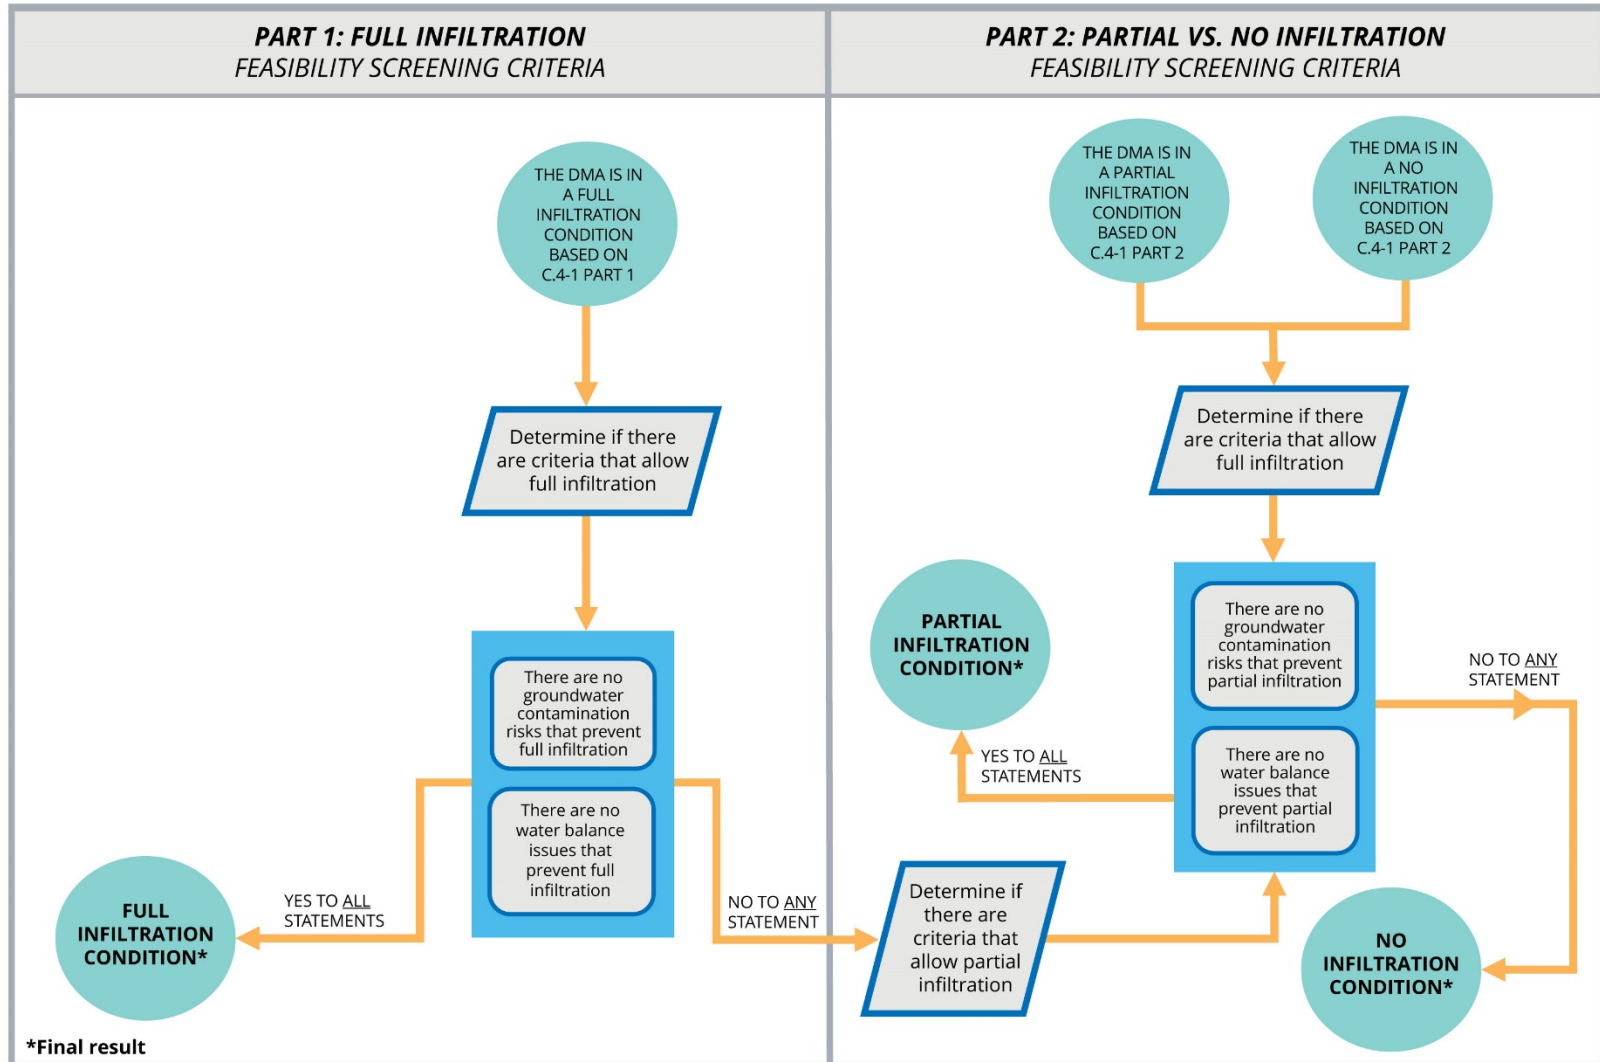 PART 1: FULL INFILTRATION
FEASIBILITY SCREENING CRITERIA
THE DMA IS IN
A FULL
INFILTRATION
CONDITION
BASED ON
C.4-1 PART 1
Determine if there
are criteria that allow
full infiltration
There are no
groundwater
contamination
risks that prevent
full infiltration
There are no
water balance
issues that
prevent full
infiltration
YES TO ALL
STATEMENTS
FULL
INFILTRATION
CONDITION*
NO TO ANY
STATEMENT
*Final result
PART 2: PARTIAL VS. NO INFILTRATION
FEASIBILITY SCREENING CRITERIA
THE DMA IS IN
A PARTIAL
INFILTRATION
CONDITION
BASED ON
C.4-1 PART 2
THE DMA IS IN
A NO
INFILTRATION
CONDITION
BASED ON
C.4-1 PART 2
Determine if there
are criteria that allow
full infiltration
There are no
groundwater
contamination
risks that prevent
partial infiltration
There are no
water balance
issues that
prevent partial
infiltration
PARTIAL
INFILTRATION
CONDITION*
YES TO ALL
STATEMENTS
NO TO ANY
STATEMENT
Determine if
there are
criteria that
allow partial
infiltration
NO
INFILTRATION
CONDITION*